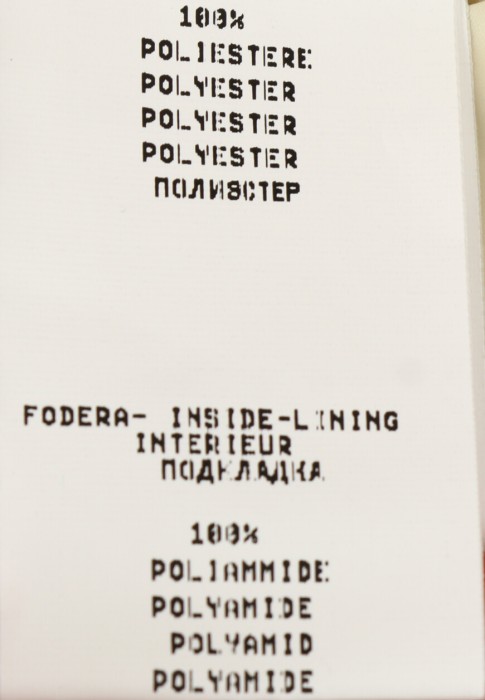 100%
POLIESTERE
POLYESTER
POLYESTER
POLYESTER
ПОЛИЭСТЕР
FODERA- INSIDE-LINING
INTERIEUR
ПОДКЛАДКА
100%
POLIAMMIDE
POLYAMIDE
POLYAMID
POLYAMIDE